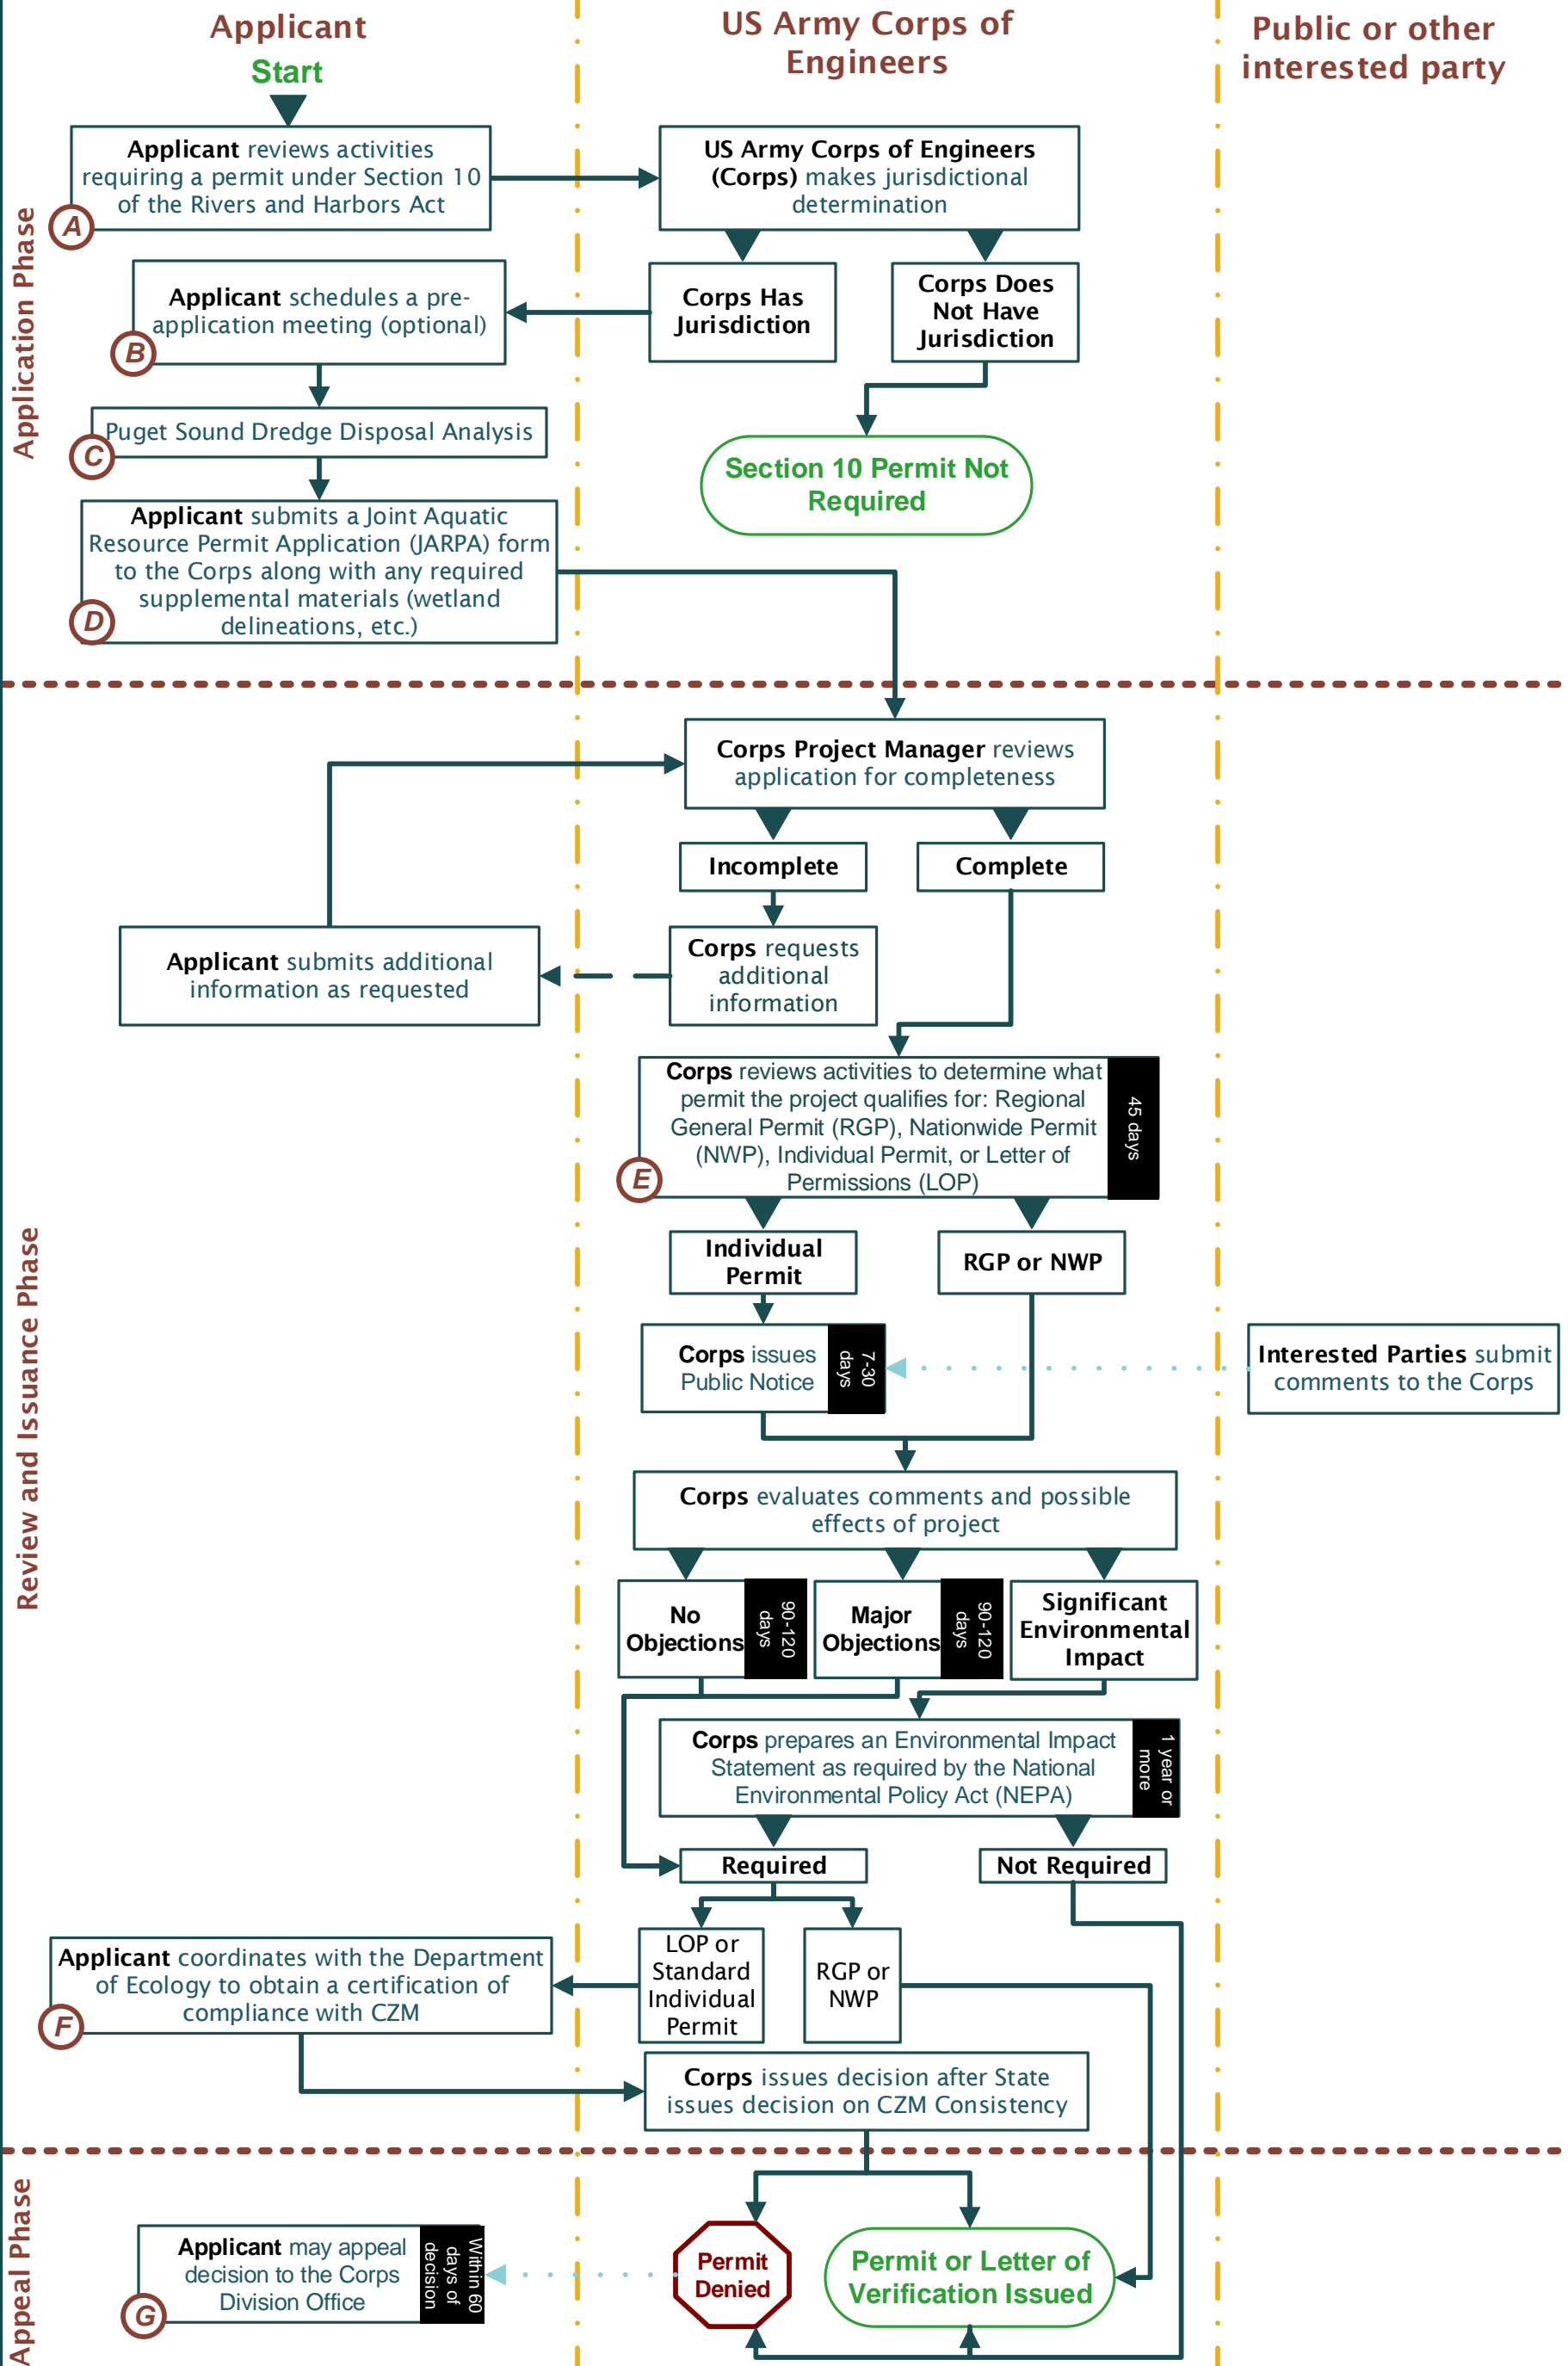 Applicant
US Army Corps of
Engineers
Public or other
interested party
Start
Application Phase
Applicant reviews activities
requiring a permit under Section 10
of the Rivers and Harbors Act
A
US Army Corps of Engineers
(Corps) makes jurisdictional
determination
Applicant schedules a pre-
application meeting (optional)
B
Corps Has
Jurisdiction
Corps Does
Not Have
Jurisdiction
Puget Sound Dredge Disposal Analysis
C
Section 10 Permit Not
Required
Applicant submits a Joint Aquatic
Resource Permit Application (JARPA) form
to the Corps along with any required
supplemental materials (wetland
delineations, etc.)
D
Review and Issuance Phase
Corps Project Manager reviews
application for completeness
Incomplete
Complete
Applicant submits additional
information as requested
Corps requests
additional
information
Corps reviews activities to determine what
permit the project qualifies for: Regional
General Permit (RGP), Nationwide Permit
(NWP), Individual Permit, or Letter of
Permissions (LOP)
45 days
E
Individual
Permit
RGP or NWP
Corps issues
Public Notice
7-30
days
Interested Parties submit
comments to the Corps
Corps evaluates comments and possible
effects of project
No
Objections
90-120
days
Major
Objections
90-120
days
Significant
Environmental
Impact
Corps prepares an Environmental Impact
Statement as required by the National
Environmental Policy Act (NEPA)
1 year or
more
Required
Not Required
Applicant coordinates with the Department
of Ecology to obtain a certification of
compliance with CZM
F
LOP or
Standard
Individual
Permit
RGP or
NWP
Corps issues decision after State
issues decision on CZM Consistency
Appeal Phase
Applicant may appeal
decision to the Corps
Division Office
Within 60
days of
decision
G
Permit
Denied
Permit or Letter of
Verification Issued